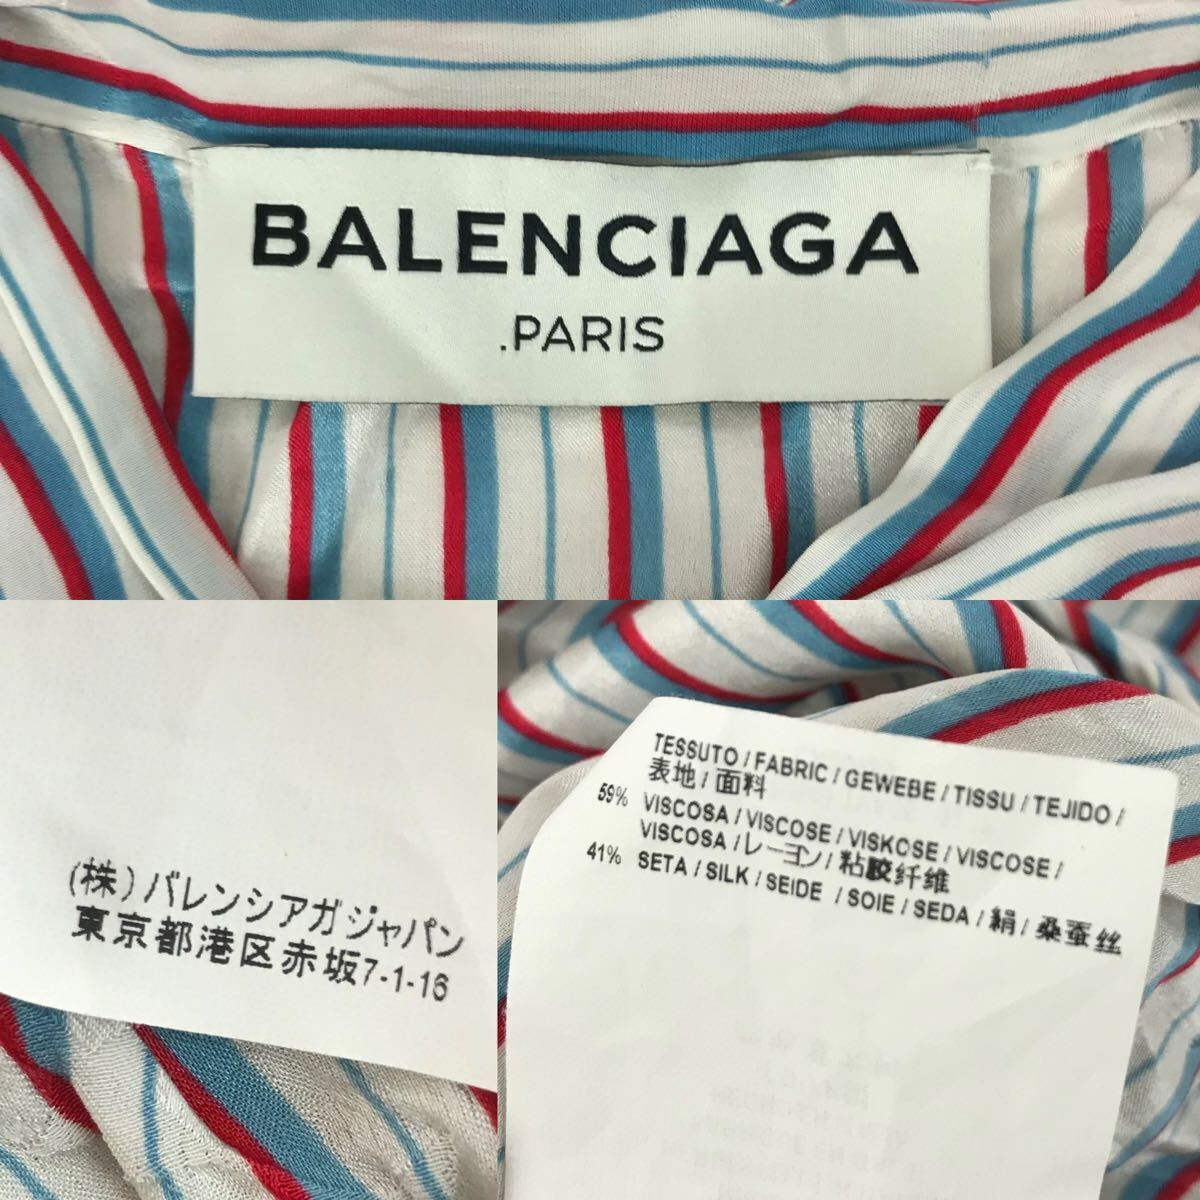 BALENCIAGA
.PARIS
(株)バレンシアガジャパン
東京都港区赤坂7-1-16
TESSUTO / FABRIC / GEWEBE / TISSU / TEJIDO /
表地 / 面料
59% VISCOSA / VISCOSE / VISKOSE / VISCOSE /
VISCOSA / レーヨン / 粘胶纤维
41% SETA / SILK / SEIDE / SOIE / SEDA / 絹 / 桑蚕丝